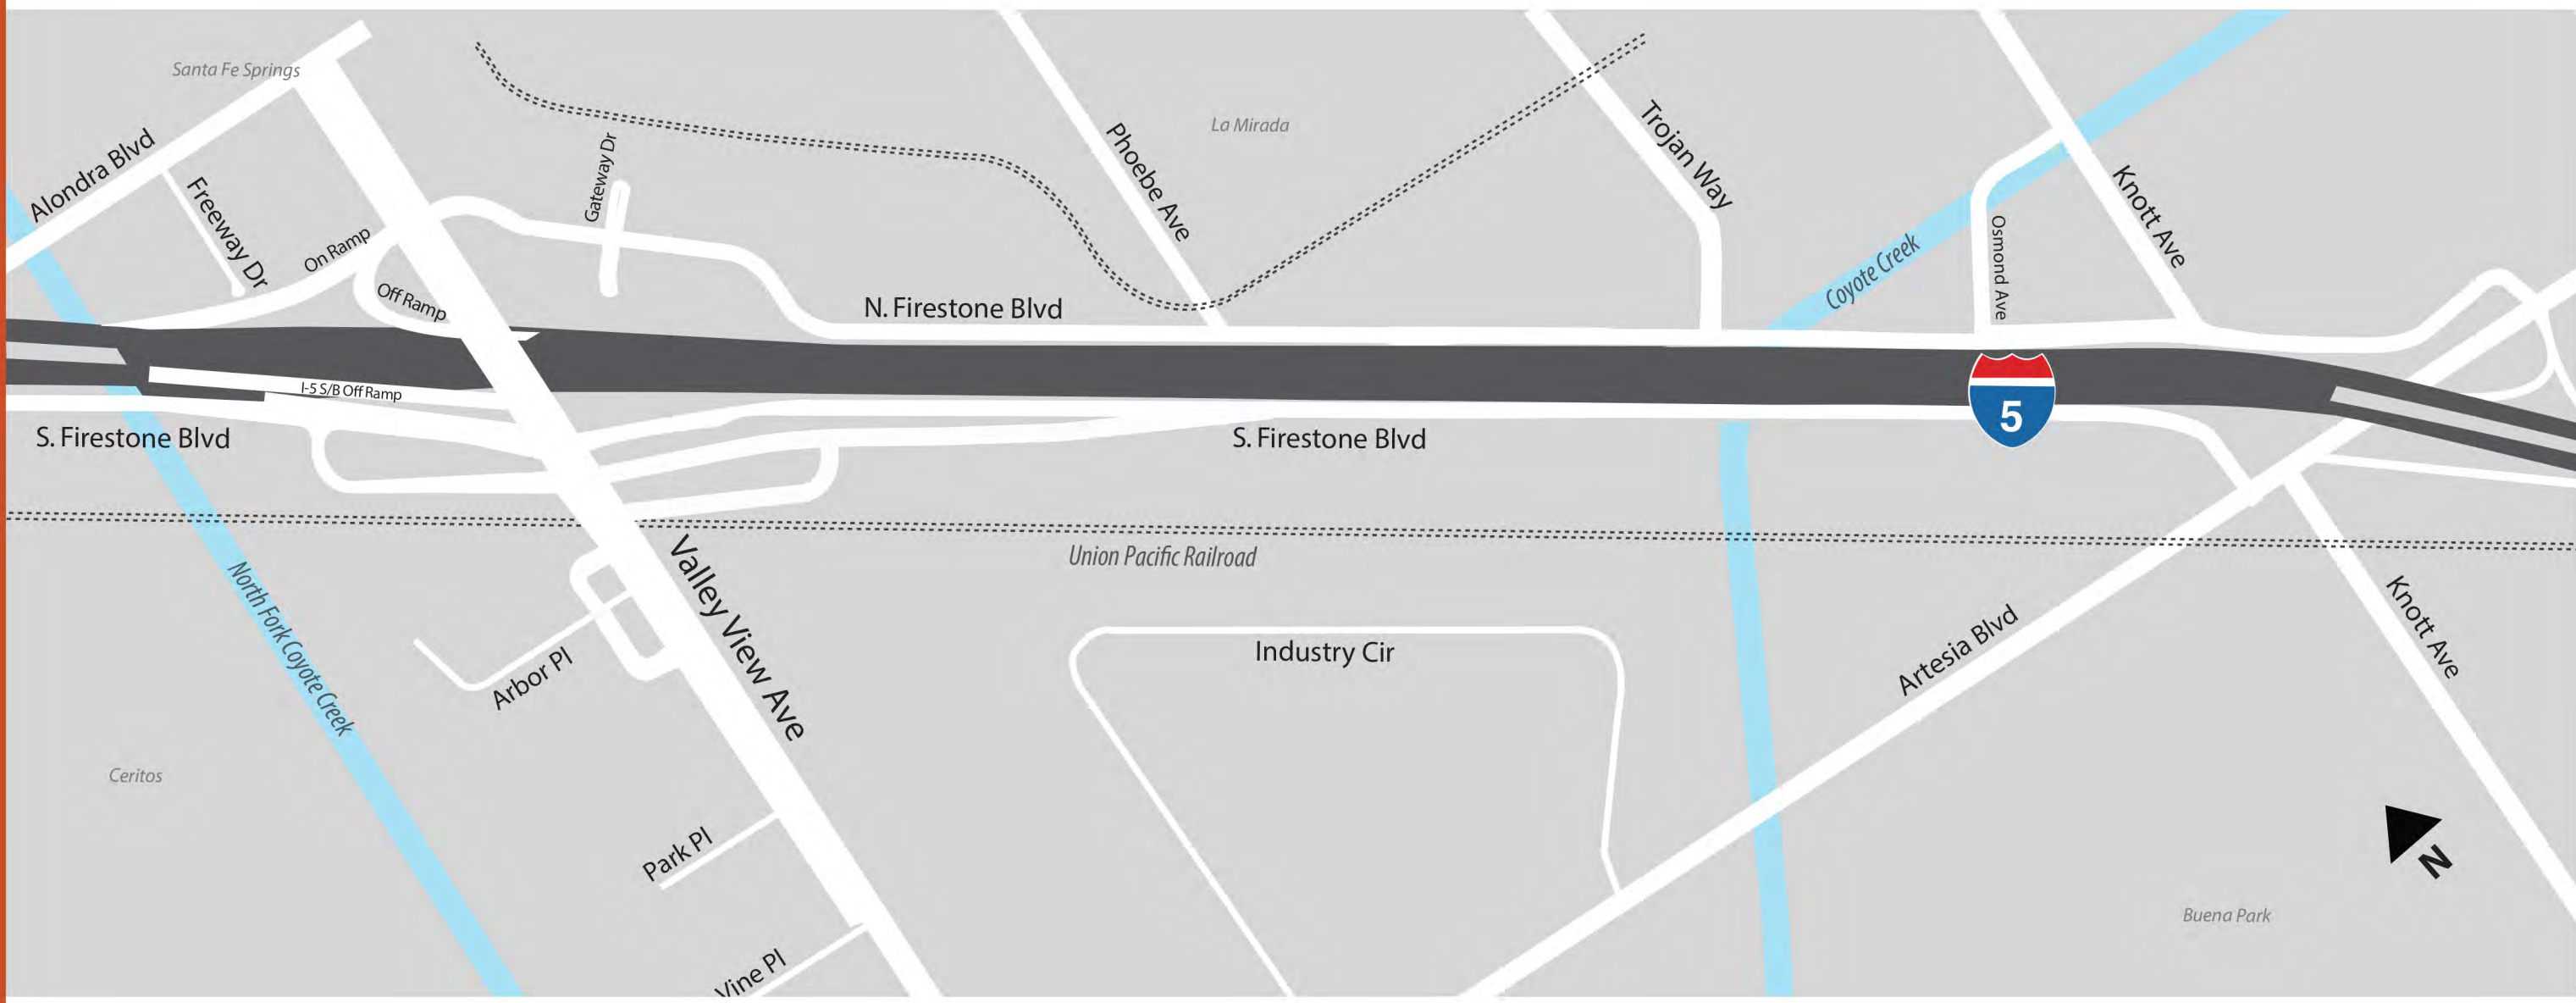 Santa Fe Springs
Alondra Blvd
Freeway Dr
On Ramp
Off Ramp
Gateway Dr
Phoebe Ave
La Mirada
Trojan Way
Knott Ave
Osmond Ave
Coyote Creek
N. Firestone Blvd
I-5 S/B Off Ramp
5
S. Firestone Blvd
S. Firestone Blvd
Union Pacific Railroad
North Fork Coyote Creek
Valley View Ave
Arbor Pl
Industry Cir
Artesia Blvd
Knott Ave
Ceritos
Park Pl
Vine Pl
N
Buena Park